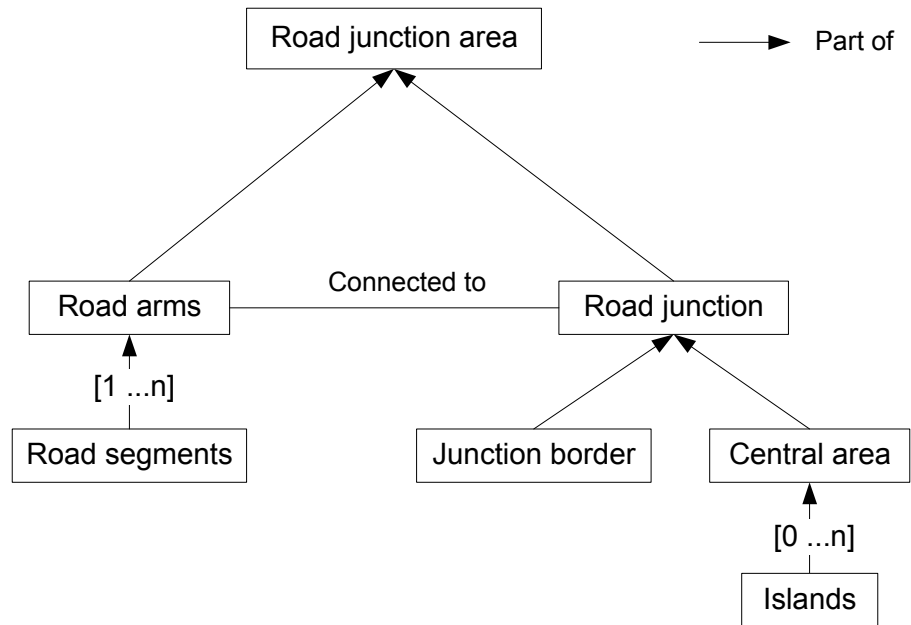 Road junction area
Part of
Connected to
Road arms
Road junction
[1 ...n]
Road segments
Junction border
Central area
[0 ...n]
Islands